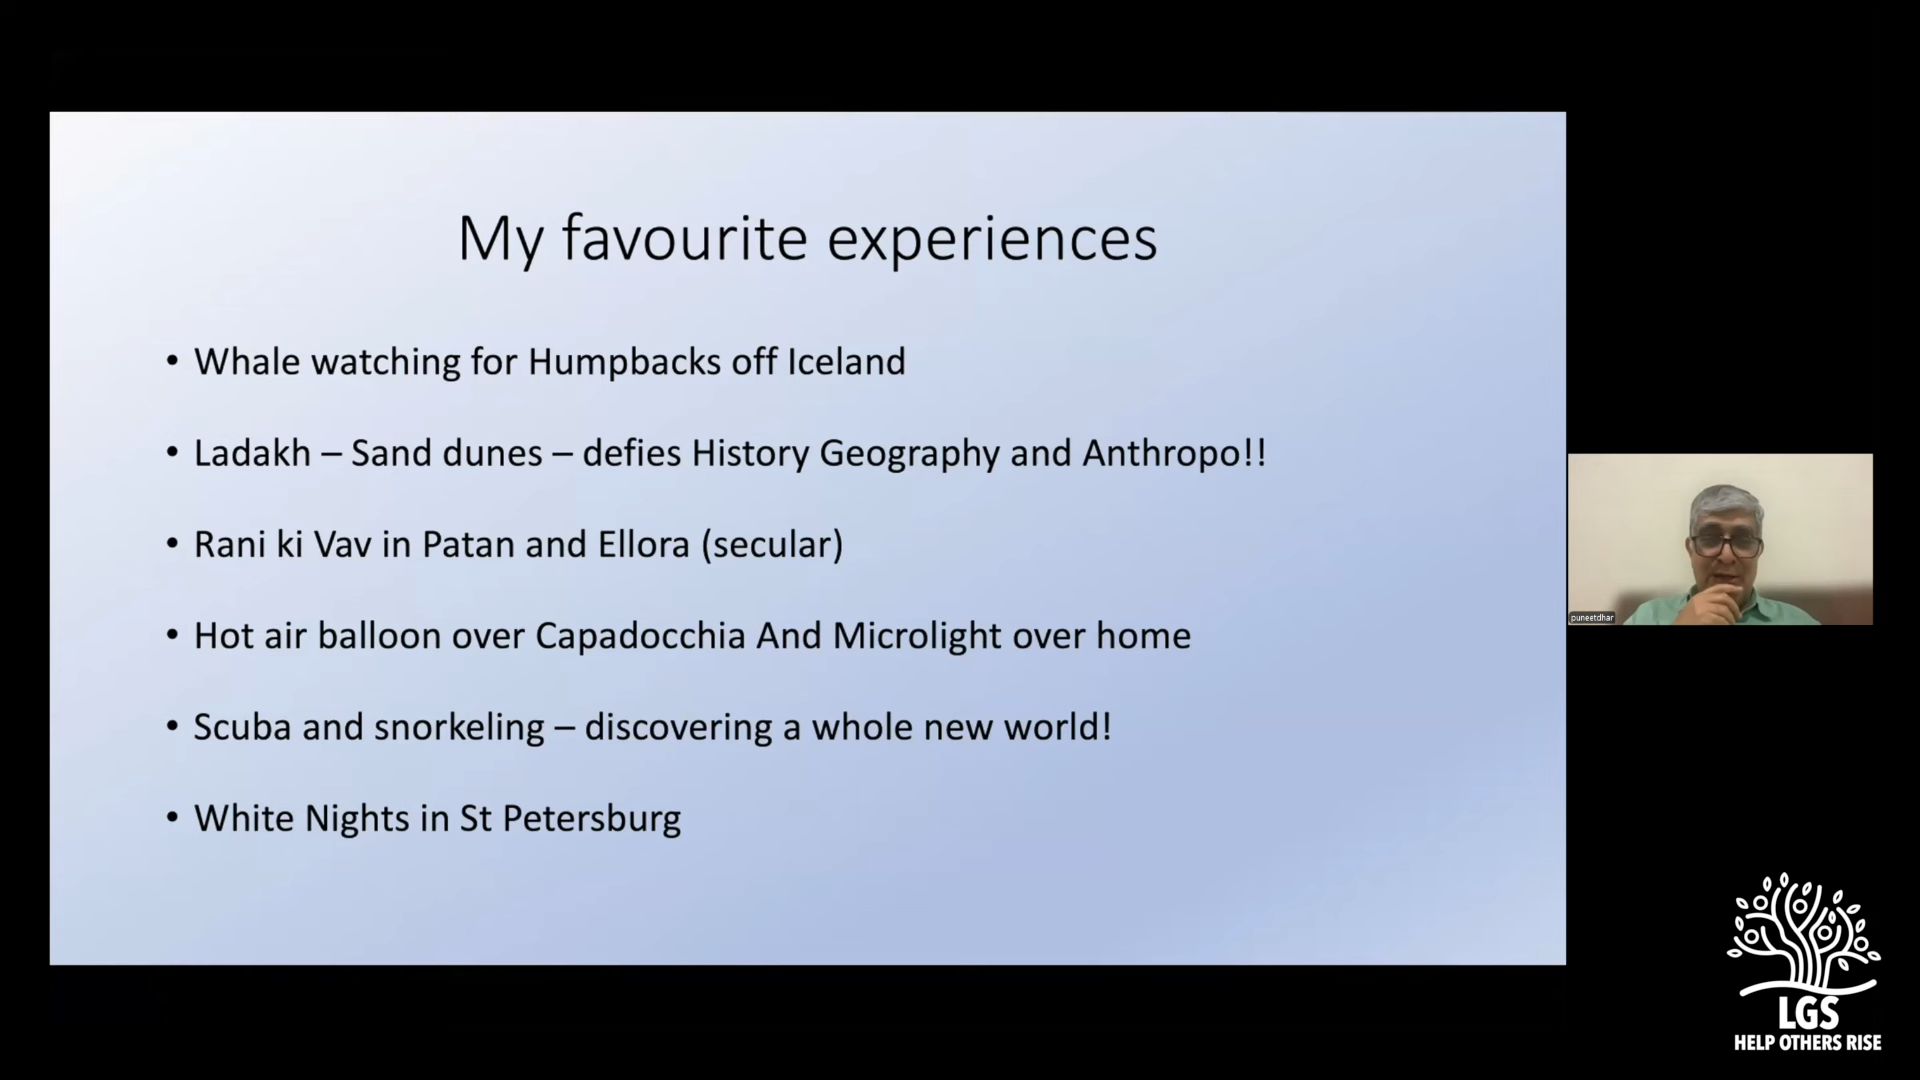 My favourite experiences
• Whale watching for Humpbacks off Iceland
• Ladakh – Sand dunes – defies History Geography and Anthropo!!
• Rani ki Vav in Patan and Ellora (secular)
• Hot air balloon over Capadocchia And Microlight over home
• Scuba and snorkeling – discovering a whole new world!
• White Nights in St Petersburg
puneetdhar
LGS
HELP OTHERS RISE